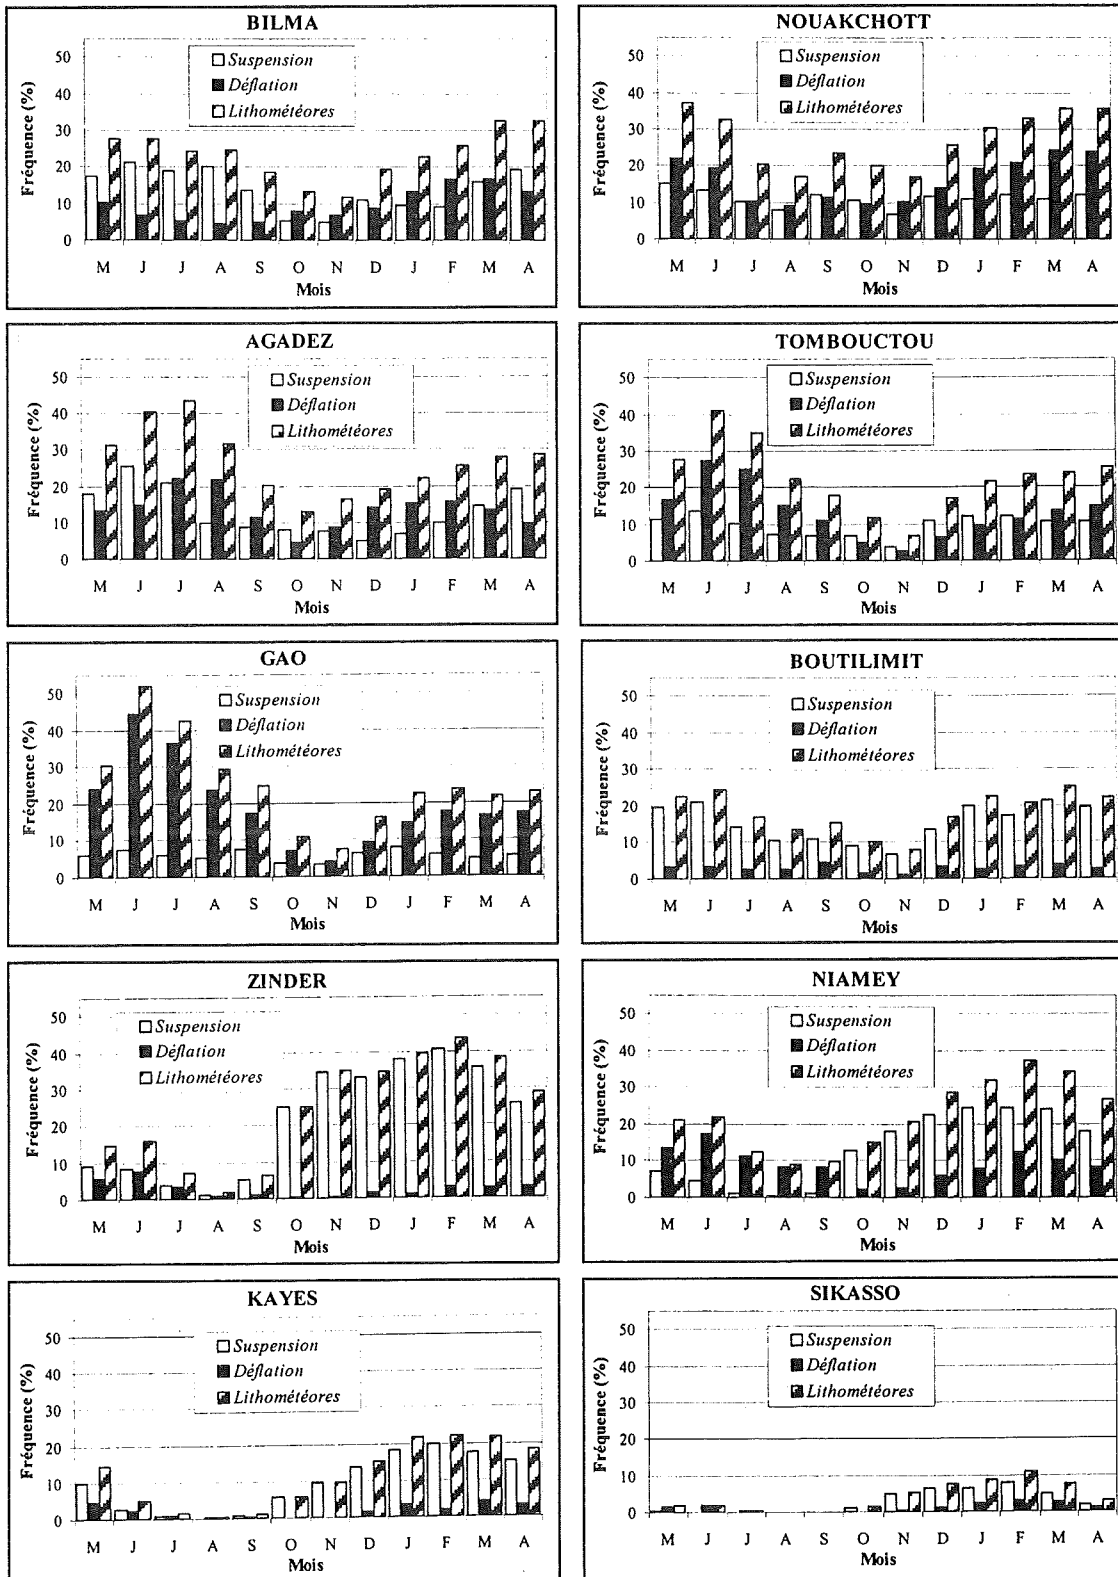 BILMA
Fréquence (%)
50
40
30
20
10
0
Suspension
Déflation
Lithométéores
M J J A S O N D J F M A
Mois
NOUAKCHOTT
Fréquence (%)
50
40
30
20
10
0
Suspension
Déflation
Lithométéores
M J J A S O N D J F M A
Mois
AGADEZ
Fréquence (%)
50
40
30
20
10
0
Suspension
Déflation
Lithométéores
M J J A S O N D J F M A
Mois
TOMBOUCTOU
Fréquence (%)
50
40
30
20
10
0
Suspension
Déflation
Lithométéores
M J J A S O N D J F M A
Mois
GAO
Fréquence (%)
50
40
30
20
10
0
Suspension
Déflation
Lithométéores
M J J A S O N D J F M A
Mois
BOUTILIMIT
Fréquence (%)
50
40
30
20
10
0
Suspension
Déflation
Lithométéores
M J J A S O N D J F M A
Mois
ZINDER
Fréquence (%)
50
40
30
20
10
0
Suspension
Déflation
Lithométéores
M J J A S O N D J F M A
Mois
NIAMEY
Fréquence (%)
50
40
30
20
10
0
Suspension
Déflation
Lithométéores
M J J A S O N D J F M A
Mois
KAYES
Fréquence (%)
50
40
30
20
10
0
Suspension
Déflation
Lithométéores
M J J A S O N D J F M A
Mois
SIKASSO
Fréquence (%)
50
40
30
20
10
0
Suspension
Déflation
Lithométéores
M J J A S O N D J F M A
Mois